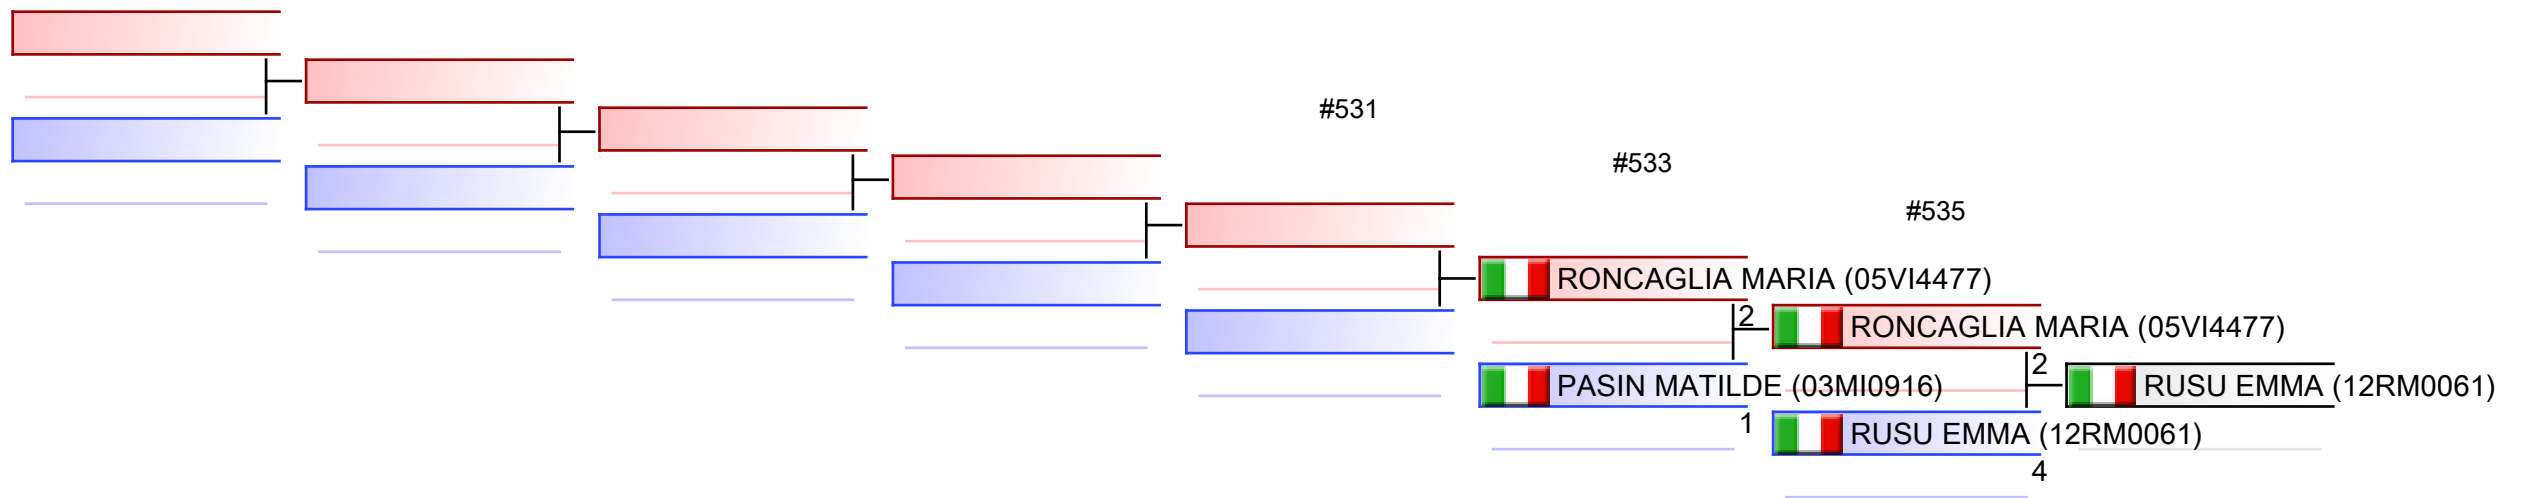 #531
#533
#535
RONCAGLIA MARIA (05VI4477)
2
RONCAGLIA MARIA (05VI4477)
2
PASIN MATILDE (03MI0916)
RUSU EMMA (12RM0061)
1
RUSU EMMA (12RM0061)
4